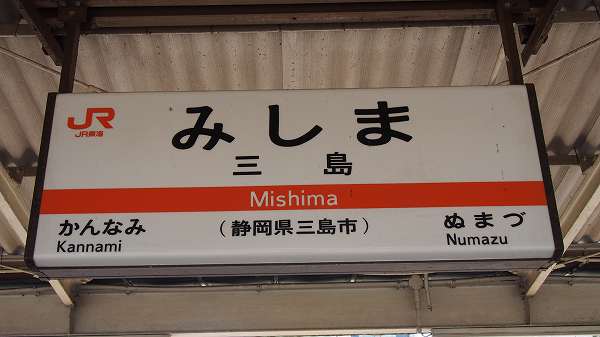 JR
JR東海
みしま
三島
Mishima
かんなみ
Kannami
(静岡県三島市)
ぬまづ
Numazu